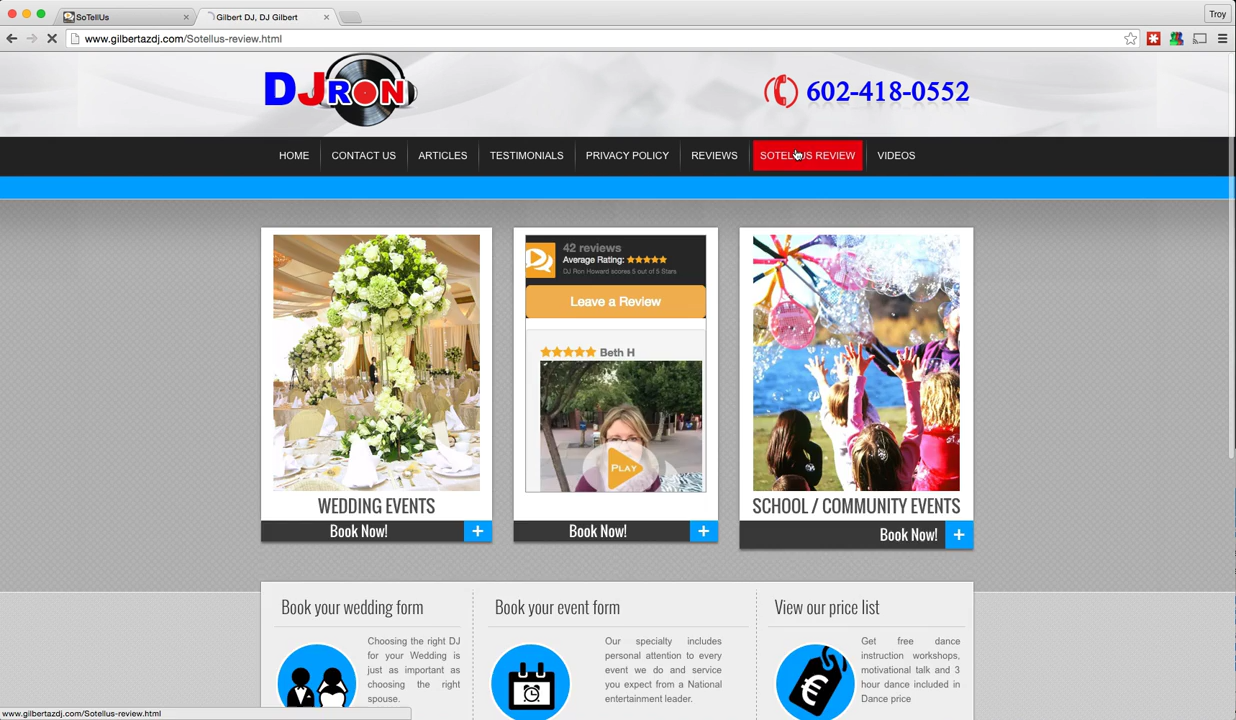 SoTellUs
Gilbert DJ, DJ Gilbert
Troy
www.gilbertazdj.com/Sotellus-review.html
DJ RON
602-418-0552
HOME
CONTACT US
ARTICLES
TESTIMONIALS
PRIVACY POLICY
REVIEWS
SOTELLUS REVIEW
VIDEOS
WEDDING EVENTS
Book Now!
42 reviews
Average Rating:
DJ Ron Howard scores 5 out of 5 Stars
Leave a Review
Beth H
PLAY
Book Now!
SCHOOL / COMMUNITY EVENTS
Book Now!
Book your wedding form
Choosing the right DJ
for your Wedding is
just as important as
choosing the right
spouse.
Book your event form
Our specialty includes
personal attention to every
event we do and service
you expect from a National
entertainment leader.
View our price list
Get free dance
instruction workshops,
motivational talk and 3
hour dance included in
Dance price
www.gilbertazdj.com/Sotellus-review.html